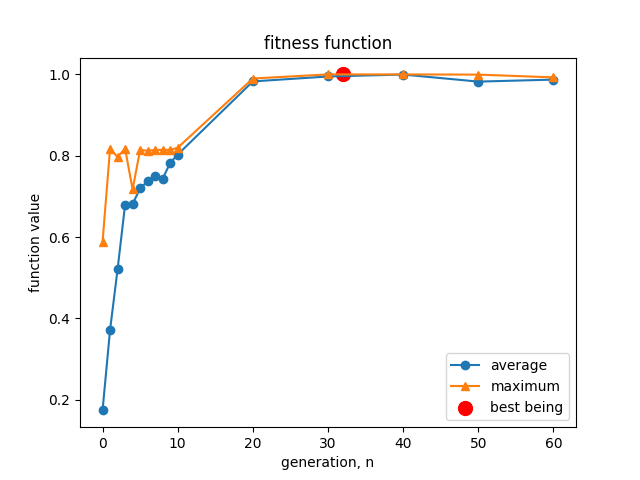 fitness function
1.0
0.8
0.6
0.4
0.2
function value
0 10 20 30 40 50 60
generation, n
average
maximum
best being